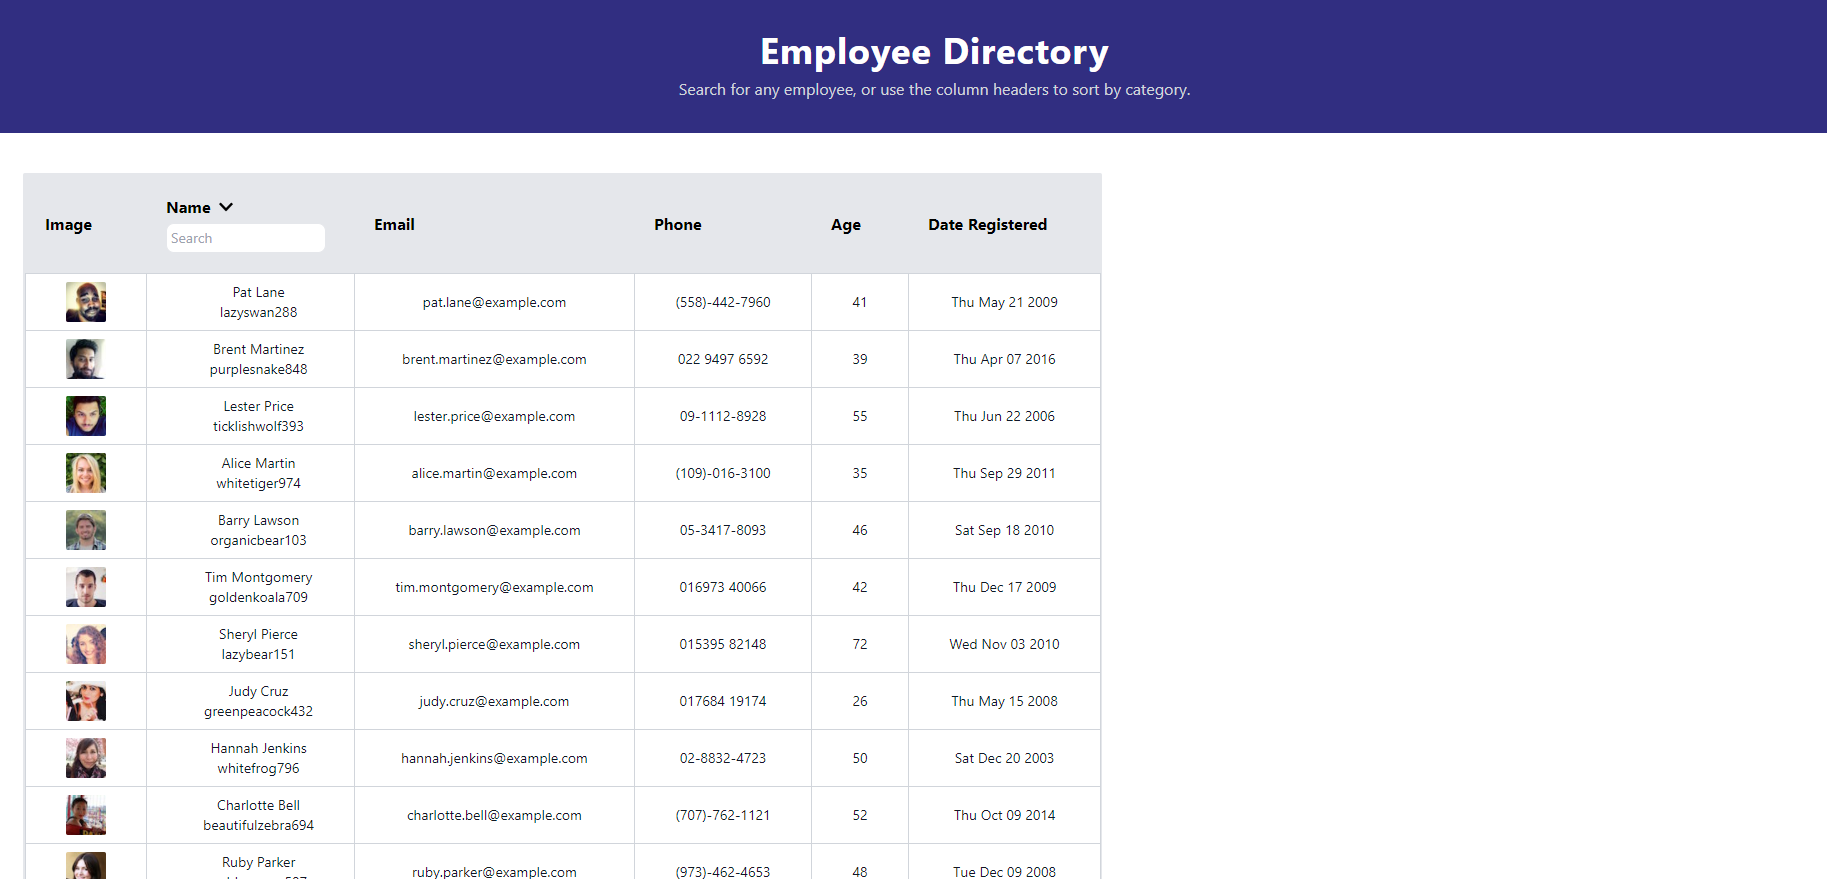 Employee Directory
Search for any employee, or use the column headers to sort by category.
Image Name Email Phone Age Date Registered
Search
Pat Lane
lazyswan288 pat.lane@example.com (558)-442-7960 41 Thu May 21 2009
Brent Martinez
purplesnake848 brent.martinez@example.com 022 9497 6592 39 Thu Apr 07 2016
Lester Price
ticklishwolf393 lester.price@example.com 09-1112-8928 55 Thu Jun 22 2006
Alice Martin
whitetiger974 alice.martin@example.com (109)-016-3100 35 Thu Sep 29 2011
Barry Lawson
organicbear103 barry.lawson@example.com 05-3417-8093 46 Sat Sep 18 2010
Tim Montgomery
goldenkoala709 tim.montgomery@example.com 016973 40066 42 Thu Dec 17 2009
Sheryl Pierce
lazybear151 sheryl.pierce@example.com 015395 82148 72 Wed Nov 03 2010
Judy Cruz
greenpeacock432 judy.cruz@example.com 017684 19174 26 Thu May 15 2008
Hannah Jenkins
whitefrog796 hannah.jenkins@example.com 02-8832-4723 50 Sat Dec 20 2003
Charlotte Bell
beautifulzebra694 charlotte.bell@example.com (707)-762-1121 52 Thu Oct 09 2014
Ruby Parker
ruby.parker@example.com (973)-462-4653 48 Tue Dec 09 2008